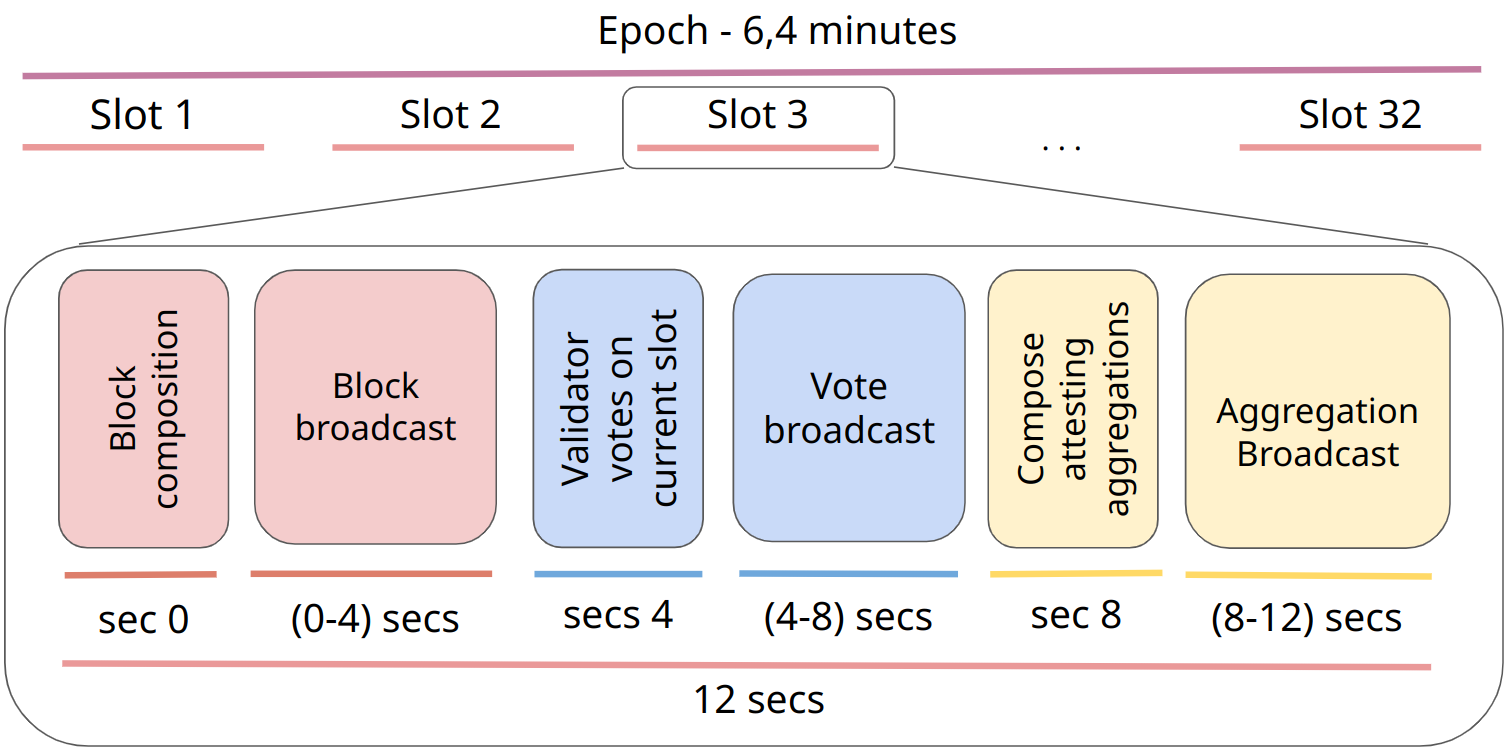 Epoch - 6,4 minutes
Slot 1
Slot 2
Slot 3
. . .
Slot 32
Block
composition
Block
broadcast
Validator
votes on
current slot
Vote
broadcast
Compose
attesting
aggregations
Aggregation
Broadcast
sec 0
(0-4) secs
secs 4
(4-8) secs
sec 8
(8-12) secs
12 secs